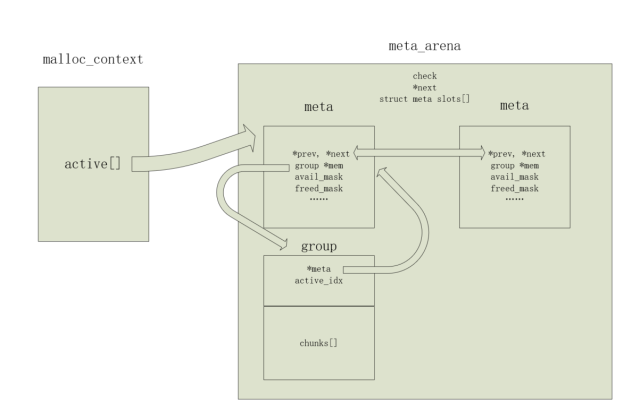 malloc_context
active[]
meta_arena
check
*next
struct meta slots[]
meta
*prev, *next
group *mem
avail_mask
freed_mask
……
meta
*prev, *next
group *mem
avail_mask
freed_mask
……
group
*meta
active_idx
chunks[]